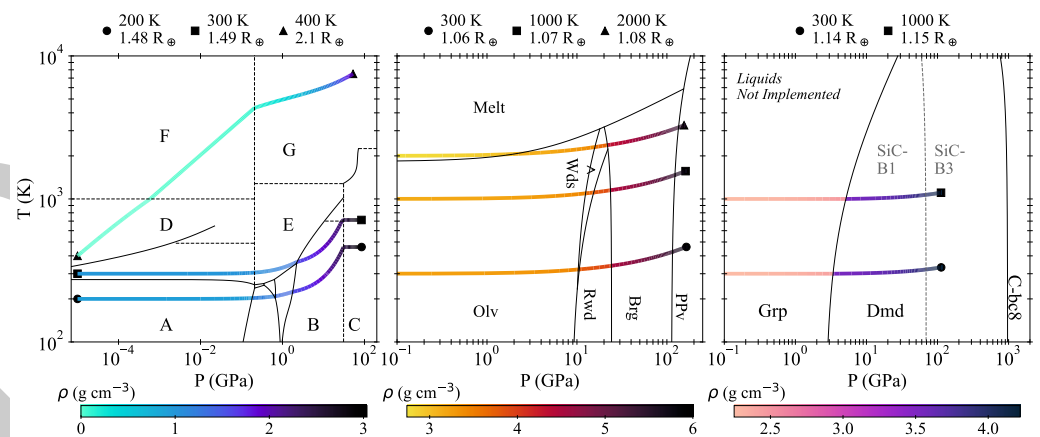 200 K 300 K 400 K
1.48 R⊕ 1.49 R⊕ 2.1 R⊕
300 K 1000 K 2000 K
1.06 R⊕ 1.07 R⊕ 1.08 R⊕
300 K 1000 K
1.14 R⊕ 1.15 R⊕
T (K)
10^4
10^3
10^2
F
G
D
E
A
B
C
10^−4 10^−2 10^0 10^2
P (GPa)
Melt
Wds
Olv
Rwd
Brg
PPv
10^−1 10^0 10^1 10^2
P (GPa)
Liquids
Not Implemented
SiC-
B1
SiC-
B3
Grp
Dmd
C-bc8
10^−1 10^0 10^1 10^2 10^3
P (GPa)
ρ (g cm^−3)
0 1 2 3
ρ (g cm^−3)
3 4 5 6
ρ (g cm^−3)
2.5 3.0 3.5 4.0